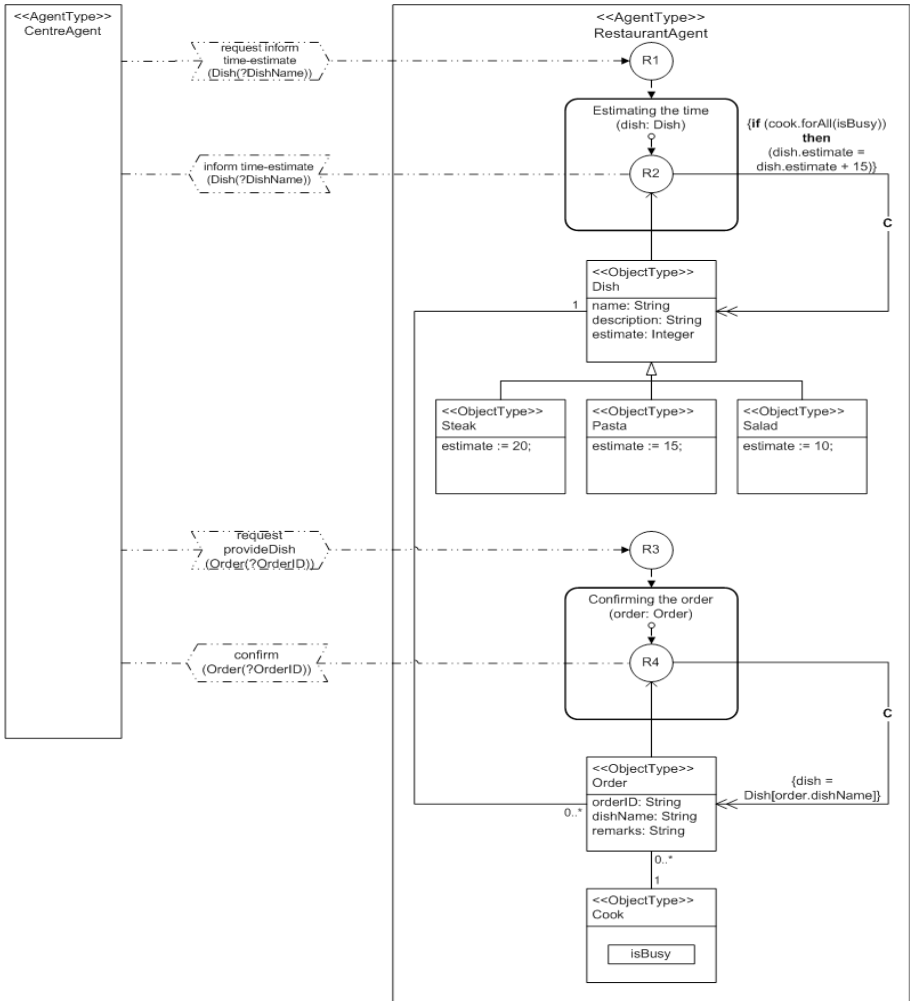 <<AgentType>>
CentreAgent
<<AgentType>>
RestaurantAgent
request inform
time-estimate
(Dish(?DishName))
R1
Estimating the time
(dish: Dish)
{if (cook.forAll(isBusy))
then
(dish.estimate =
dish.estimate + 15)}
inform time-estimate
(Dish(?DishName))
R2
C
<<ObjectType>>
Dish
1
name: String
description: String
estimate: Integer
<<ObjectType>>
Steak
estimate := 20;
<<ObjectType>>
Pasta
estimate := 15;
<<ObjectType>>
Salad
estimate := 10;
request
provideDish
(Order(?OrderID))
R3
Confirming the order
(order: Order)
confirm
(Order(?OrderID))
R4
C
<<ObjectType>>
Order
{dish =
Dish[order.dishName]}
0..*
orderID: String
dishName: String
remarks: String
0..*
1
<<ObjectType>>
Cook
isBusy